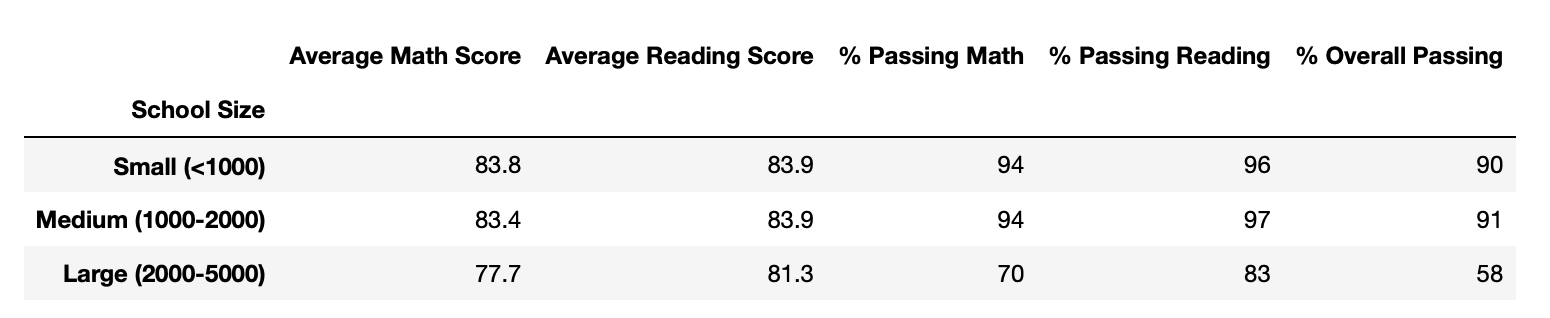 Average Math Score Average Reading Score % Passing Math % Passing Reading % Overall Passing
School Size
Small (<1000) 83.8 83.9 94 96 90
Medium (1000-2000) 83.4 83.9 94 97 91
Large (2000-5000) 77.7 81.3 70 83 58